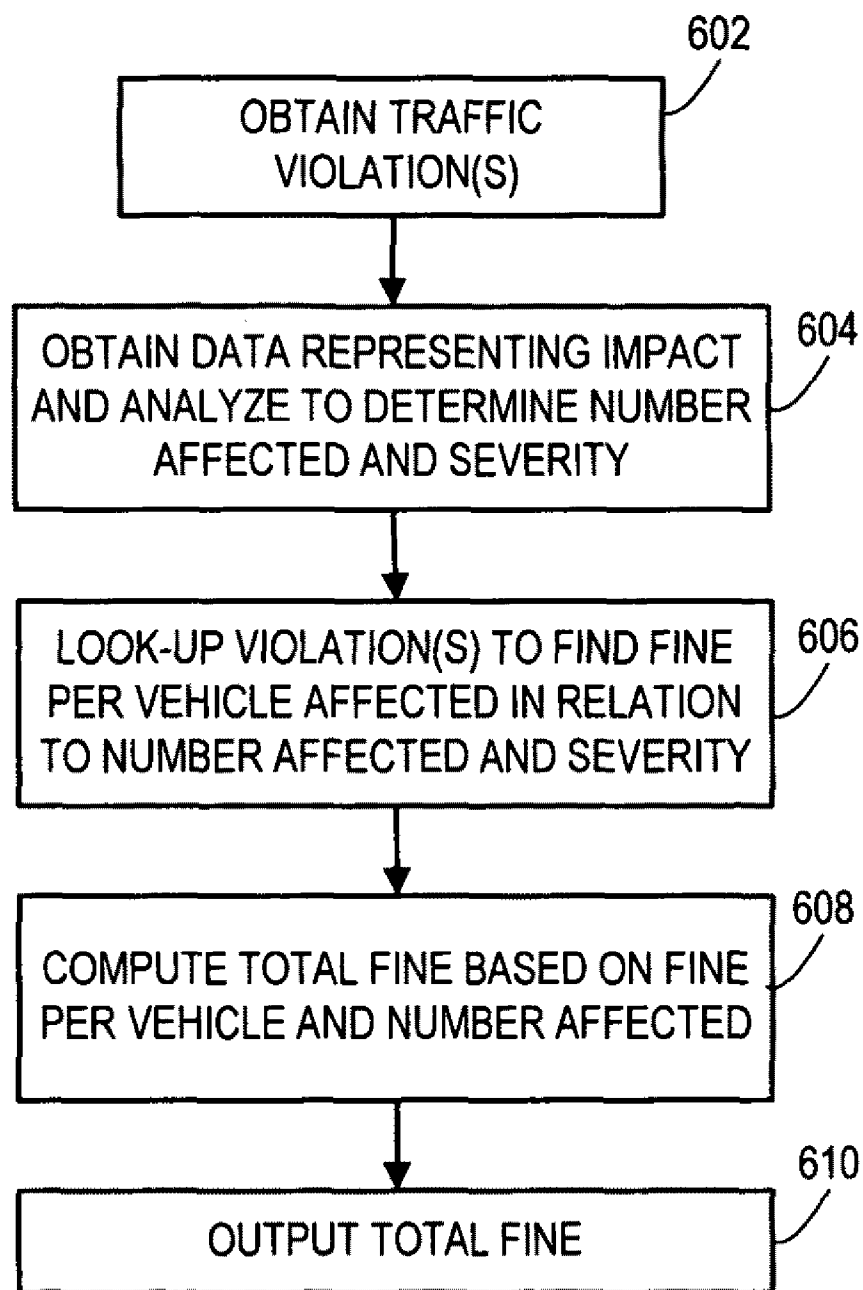 602
OBTAIN TRAFFIC
VIOLATION(S)
604
OBTAIN DATA REPRESENTING IMPACT
AND ANALYZE TO DETERMINE NUMBER
AFFECTED AND SEVERITY
606
LOOK-UP VIOLATION(S) TO FIND FINE
PER VEHICLE AFFECTED IN RELATION
TO NUMBER AFFECTED AND SEVERITY
608
COMPUTE TOTAL FINE BASED ON FINE
PER VEHICLE AND NUMBER AFFECTED
610
OUTPUT TOTAL FINE